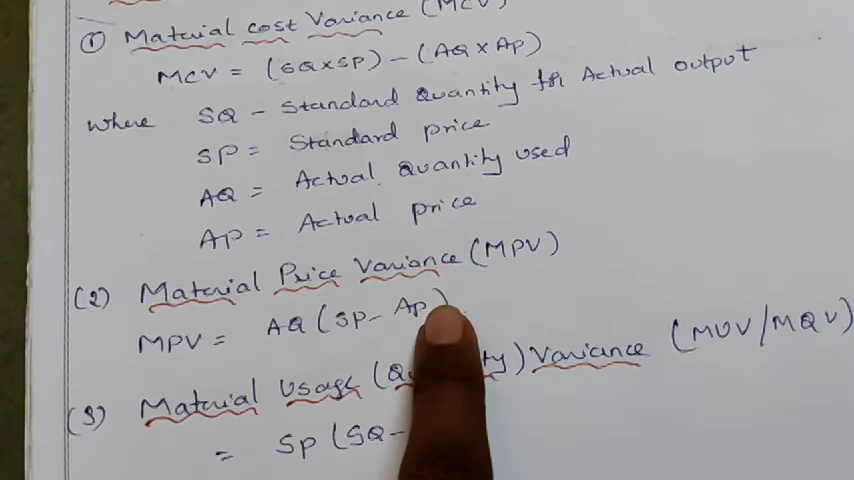 ① Material cost Variance (MCV)
MCV = (SQ×SP) - (AQ×AP)
Where SQ - Standard Quantity for Actual output
SP = Standard price
AQ = Actual Quantity used
AP = Actual price
(2) Material Price Variance (MPV)
MPV = AQ (SP - AP)
(3) Material Usage (Qu ty) Variance (MUV/MQV)
= SP (SQ -